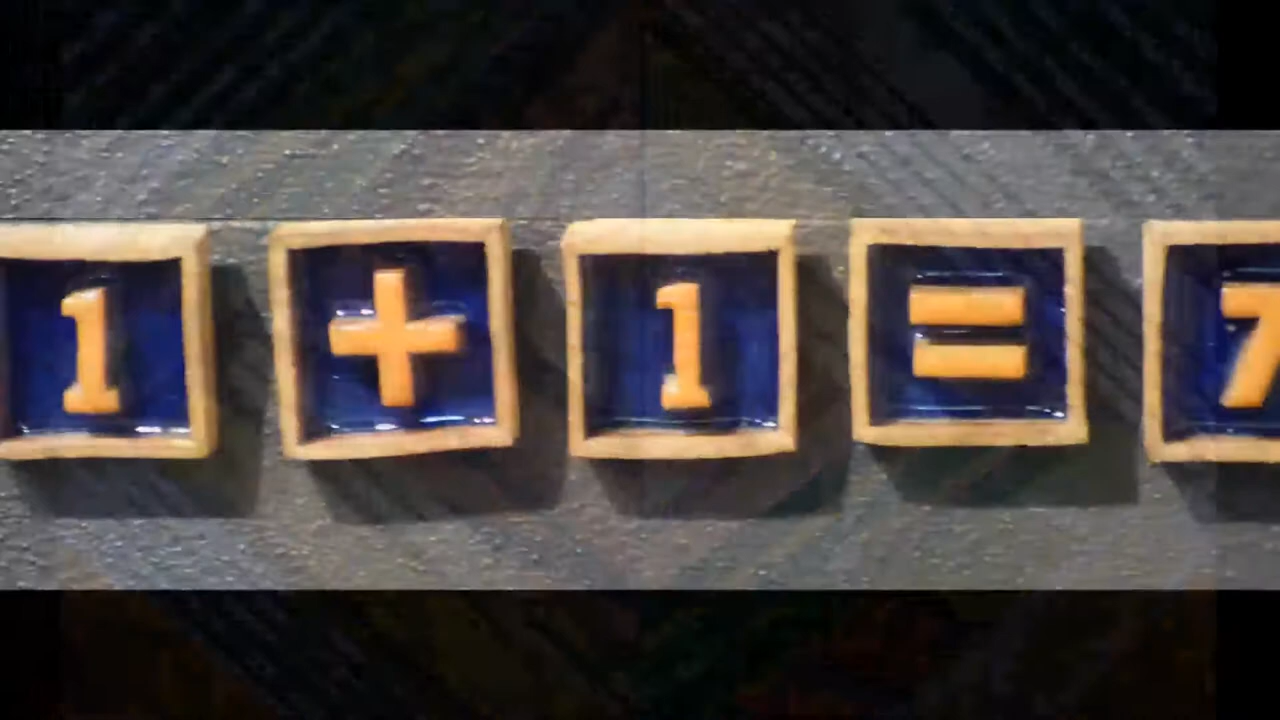 1 + 1 = 7